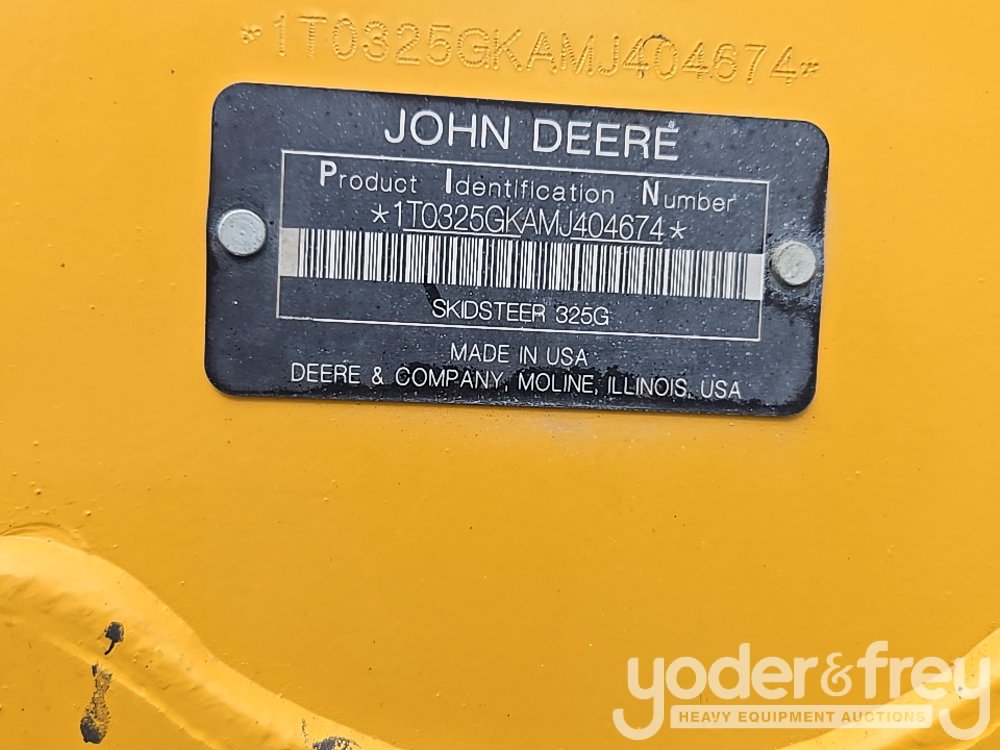 *1T0325GKAMJ404674*
JOHN DEERE
Product Identification Number
*1T0325GKAMJ404674*
SKIDSTEER 325G
MADE IN USA
DEERE & COMPANY, MOLINE, ILLINOIS, USA
yoder&frey
HEAVY EQUIPMENT AUCTIONS